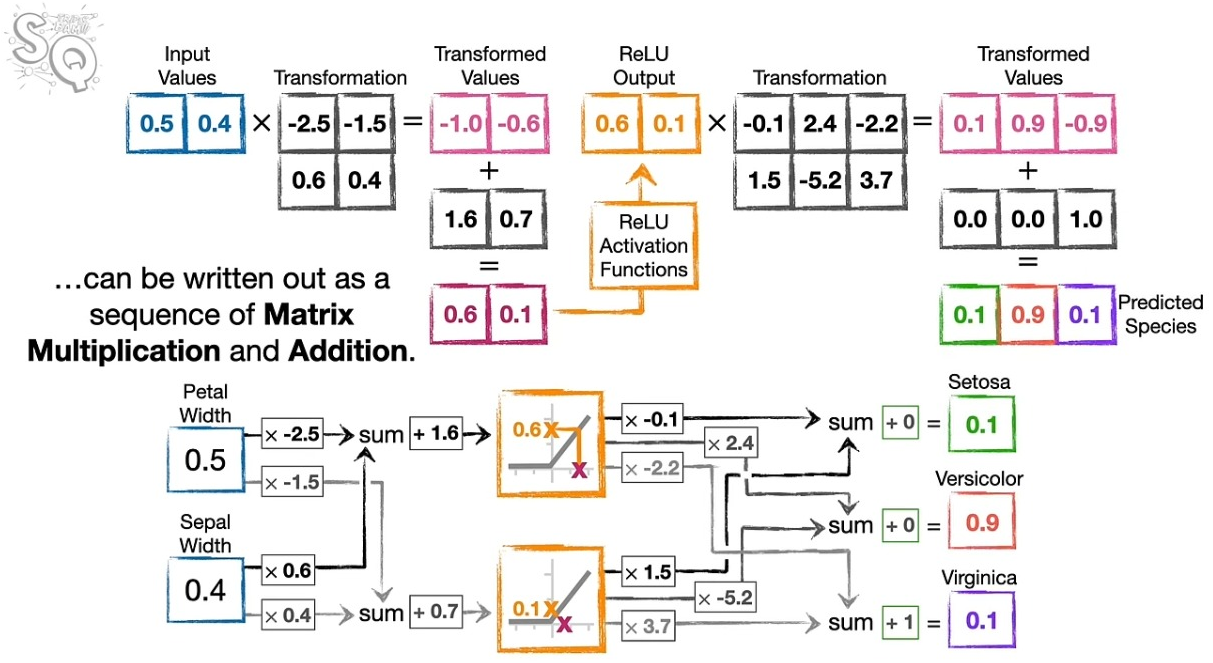 SQ
Input Values
0.5 0.4
×
Transformation
-2.5 -1.5
0.6 0.4
=
Transformed Values
-1.0 -0.6
+
1.6 0.7
=
0.6 0.1
ReLU Activation Functions
ReLU Output
0.6 0.1
×
Transformation
-0.1 2.4 -2.2
1.5 -5.2 3.7
=
Transformed Values
0.1 0.9 -0.9
+
0.0 0.0 1.0
=
0.1 0.9 0.1
Predicted Species
…can be written out as a
sequence of Matrix
Multiplication and Addition.
Petal
Width
0.5
× -2.5
× -1.5
sum
+ 1.6
0.6
× -0.1
× 2.4
× -2.2
sum
+ 0
=
Setosa
0.1
Versicolor
sum
+ 0
=
0.9
Sepal
Width
0.4
× 0.6
× 0.4
sum
+ 0.7
0.1
× 1.5
× -5.2
× 3.7
sum
+ 1
=
Virginica
0.1